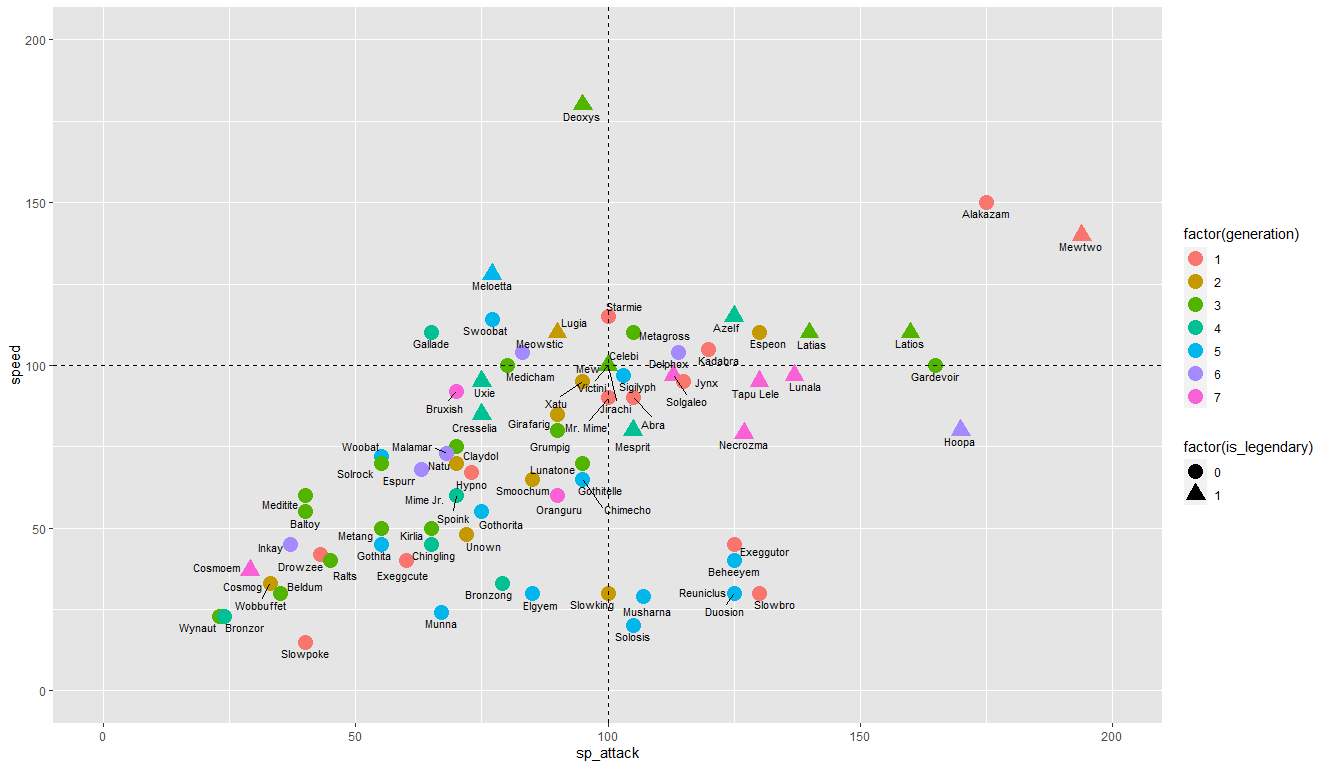 200
Deoxys
150
Alakazam
Mewtwo
Meloetta
Starmie
Lugia
Swoobat
Azelf
Metagross
Gallade
Meowstic
Espeon
Latias
Latios
Celebi
Kadabra
Delphox
100
Mew
Medicham
Gardevoir
Victini
Sigilyph
Jynx
Uxie
Tapu Lele
Lunala
Solgaleo
Xatu
Jirachi
Bruxish
Girafarig
Abra
Cresselia
Mr. Mime
Hoopa
Necrozma
Mesprit
Grumpig
Woobat
Malamar
Claydol
Natu
Lunatone
Solrock
Espurr
Hypno
Smoochum
Gothitelle
Mime Jr.
Meditite
Oranguru
Chimecho
Spoink
Baltoy
Gothorita
50
Metang
Kirlia
Inkay
Unown
Exeggutor
Gothita
Chingling
Drowzee
Cosmoem
Beheeyem
Ralts
Exeggcute
Cosmog
Beldum
Reuniclus
Bronzong
Wobbuffet
Elgyem
Slowking
Slowbro
Musharna
Duosion
Munna
Wynaut
Bronzor
Solosis
Slowpoke
0
speed
0
50
100
150
200
sp_attack
factor(generation)
1
2
3
4
5
6
7
factor(is_legendary)
0
1